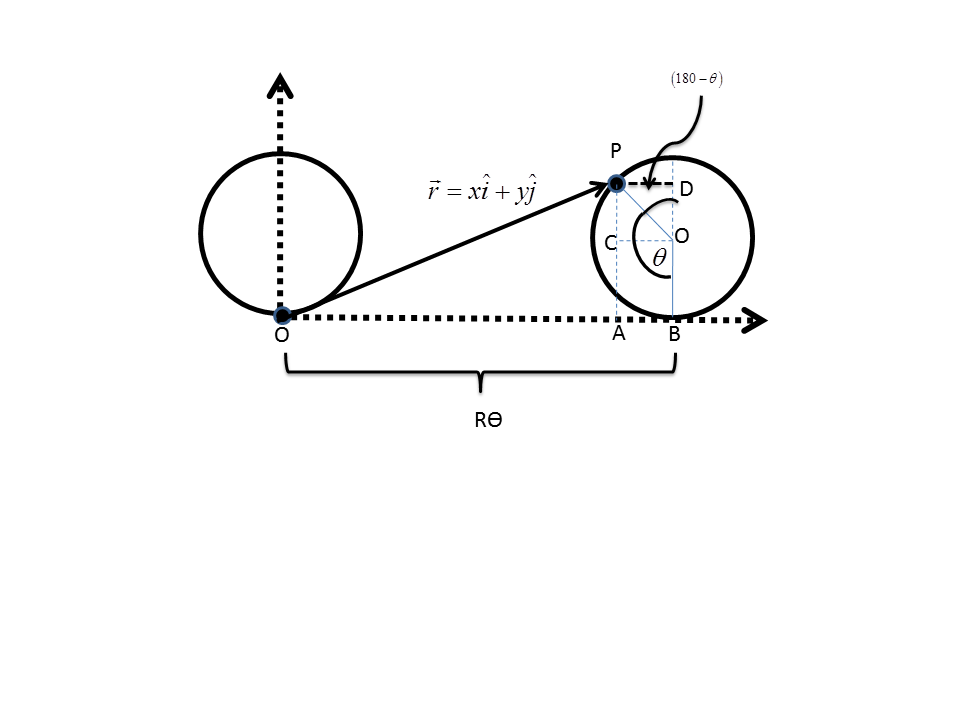 (180 − θ)
P
r⃗ = xî + yĵ
D
O
C
θ
O
A
B
RΘ